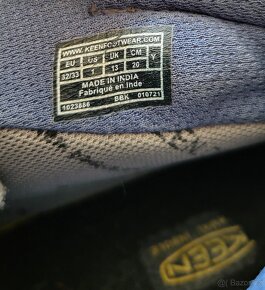 WWW.KEENFOOTWEAR.COM
EU US UK CM Y
32/33 1 13 20
MADE IN INDIA
Fabriqué en Inde
1023886 BBK 010721
KEEN